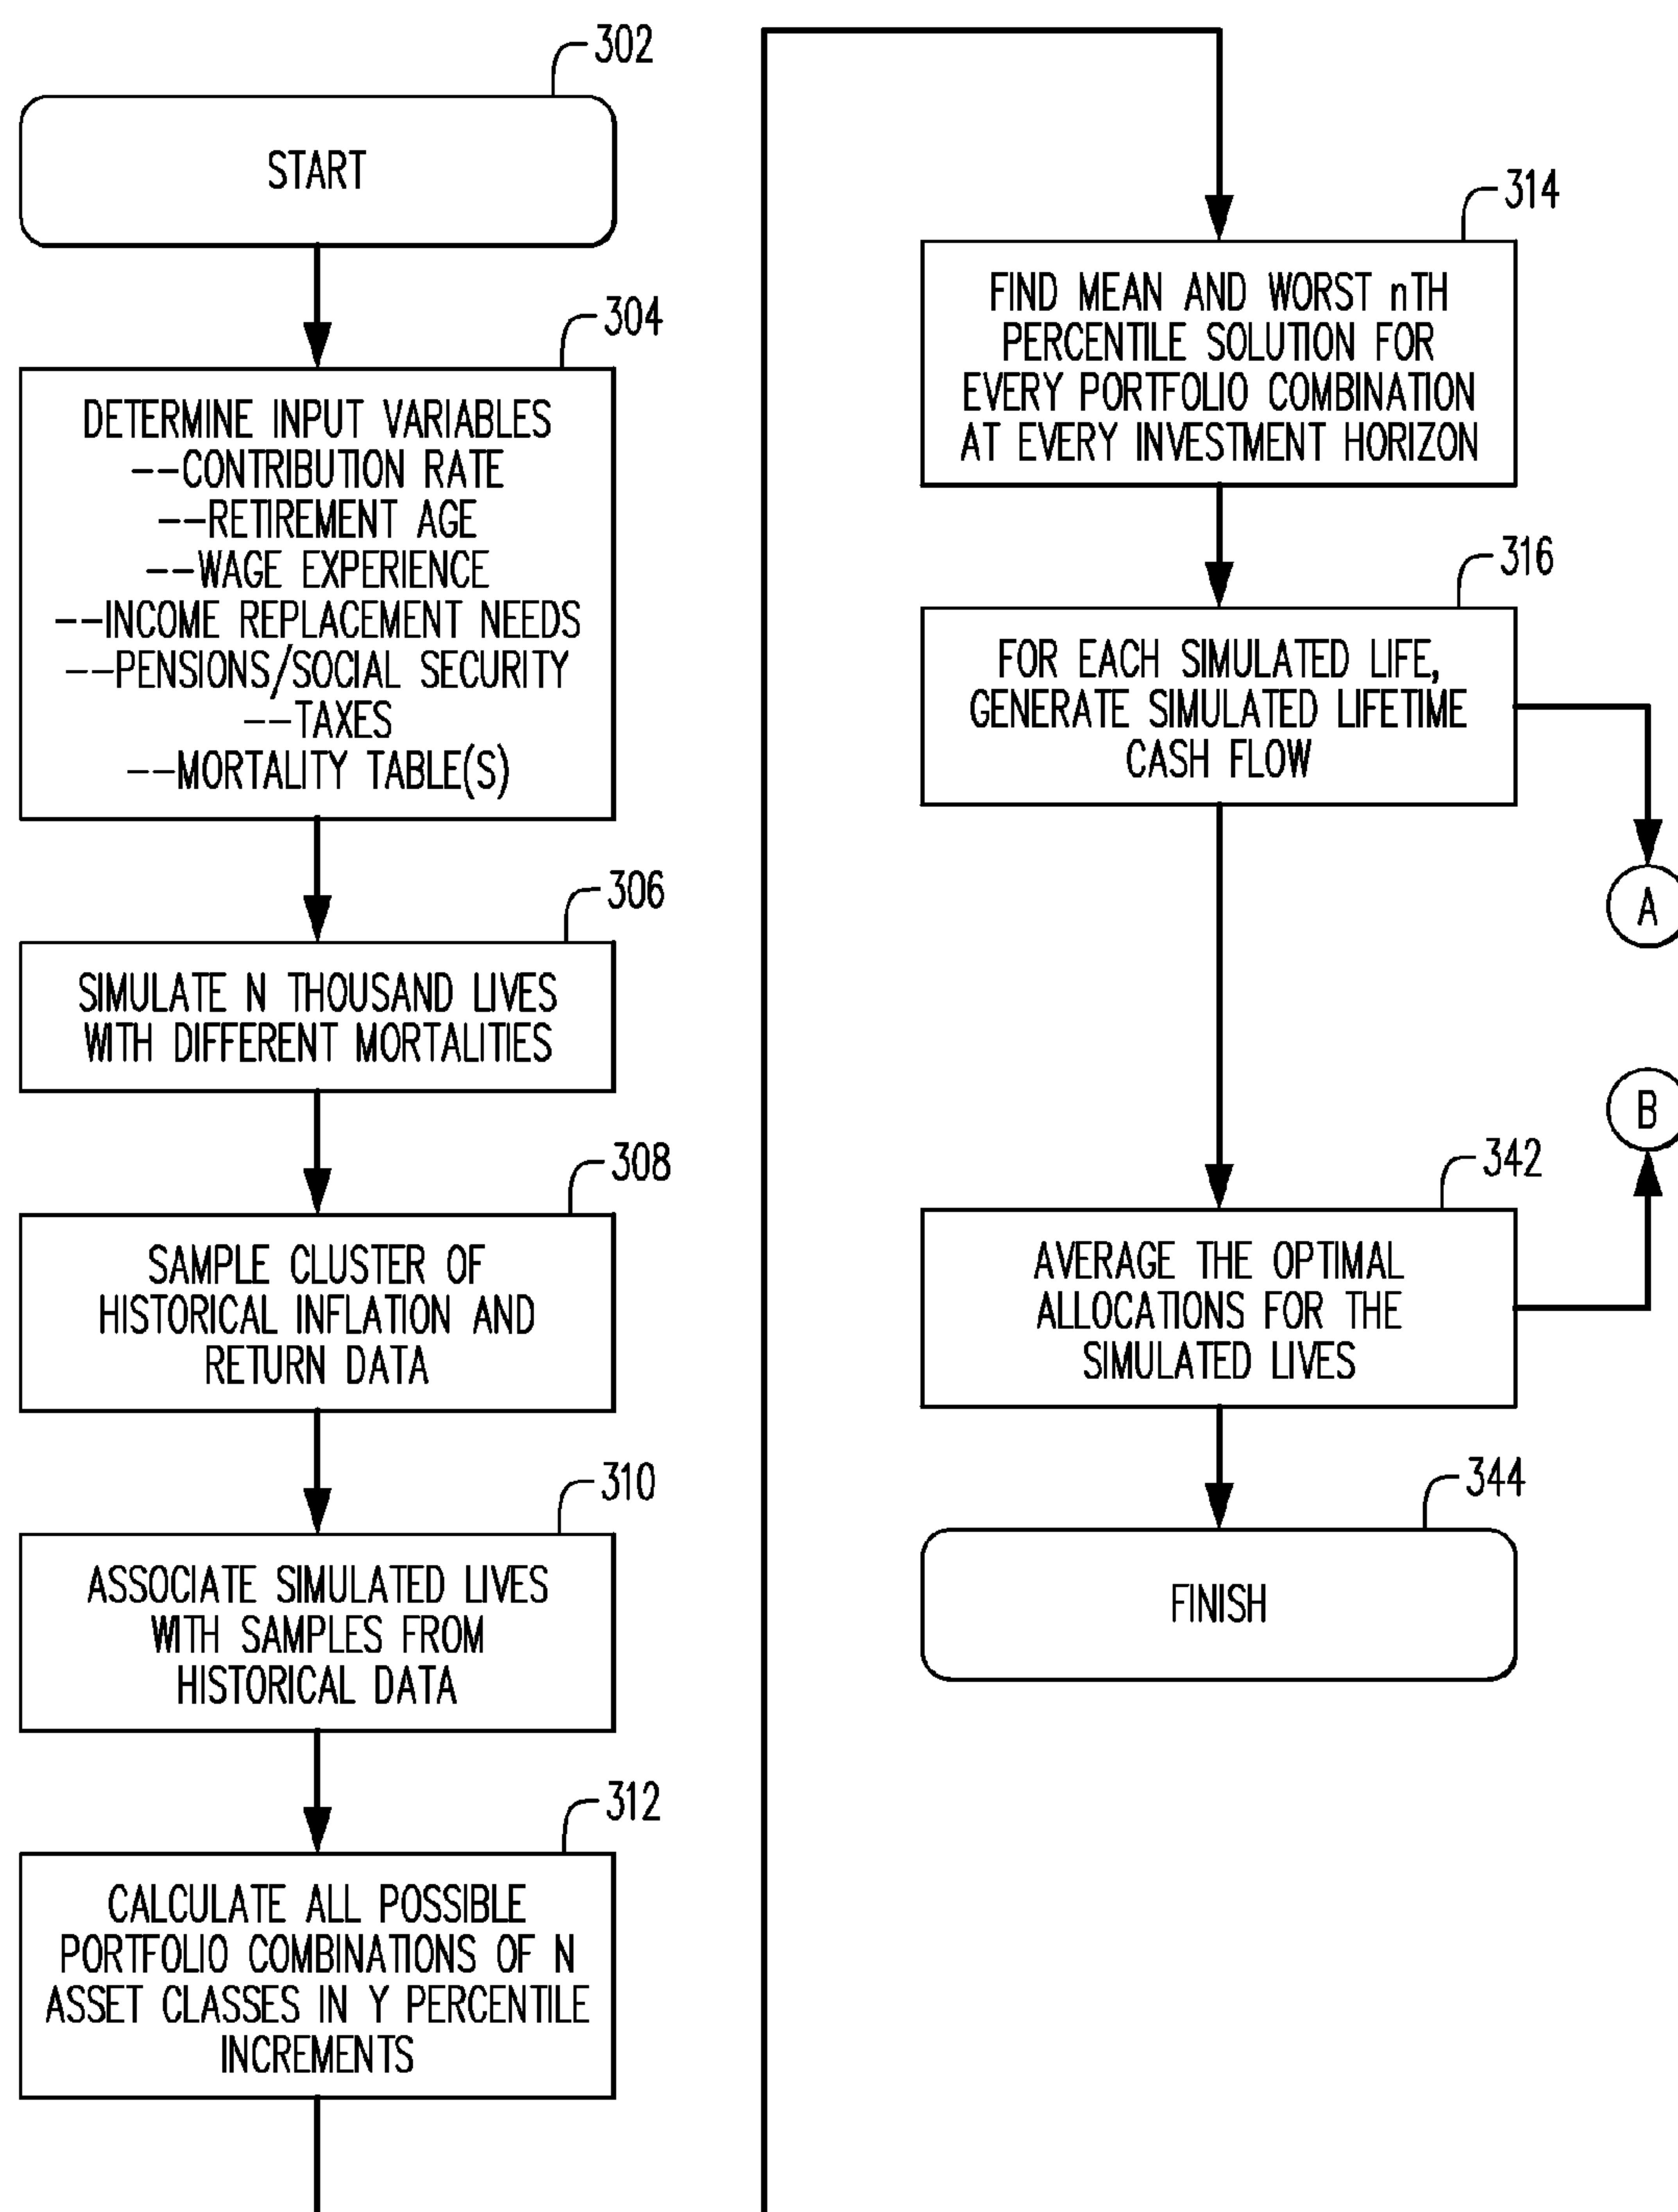 302
START
304
DETERMINE INPUT VARIABLES
--CONTRIBUTION RATE
--RETIREMENT AGE
--WAGE EXPERIENCE
--INCOME REPLACEMENT NEEDS
--PENSIONS/SOCIAL SECURITY
--TAXES
--MORTALITY TABLE(S)
306
SIMULATE N THOUSAND LIVES
WITH DIFFERENT MORTALITIES
308
SAMPLE CLUSTER OF
HISTORICAL INFLATION AND
RETURN DATA
310
ASSOCIATE SIMULATED LIVES
WITH SAMPLES FROM
HISTORICAL DATA
312
CALCULATE ALL POSSIBLE
PORTFOLIO COMBINATIONS OF N
ASSET CLASSES IN Y PERCENTILE
INCREMENTS
314
FIND MEAN AND WORST nTH
PERCENTILE SOLUTION FOR
EVERY PORTFOLIO COMBINATION
AT EVERY INVESTMENT HORIZON
316
FOR EACH SIMULATED LIFE,
GENERATE SIMULATED LIFETIME
CASH FLOW
A
B
342
AVERAGE THE OPTIMAL
ALLOCATIONS FOR THE
SIMULATED LIVES
344
FINISH